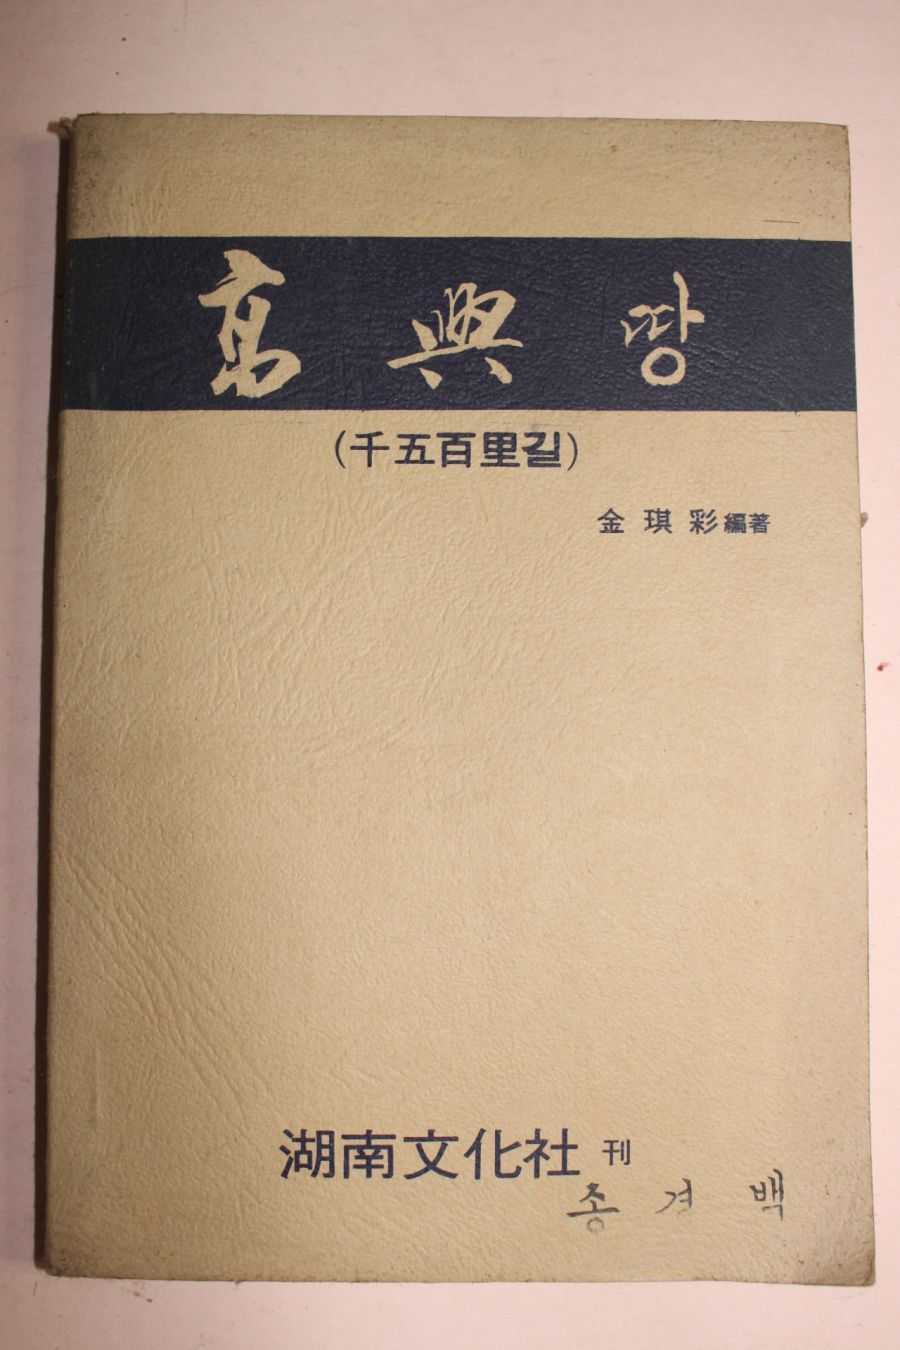 高興땅
(千五百里길)
金琪彩編著
湖南文化社 刊
송경백